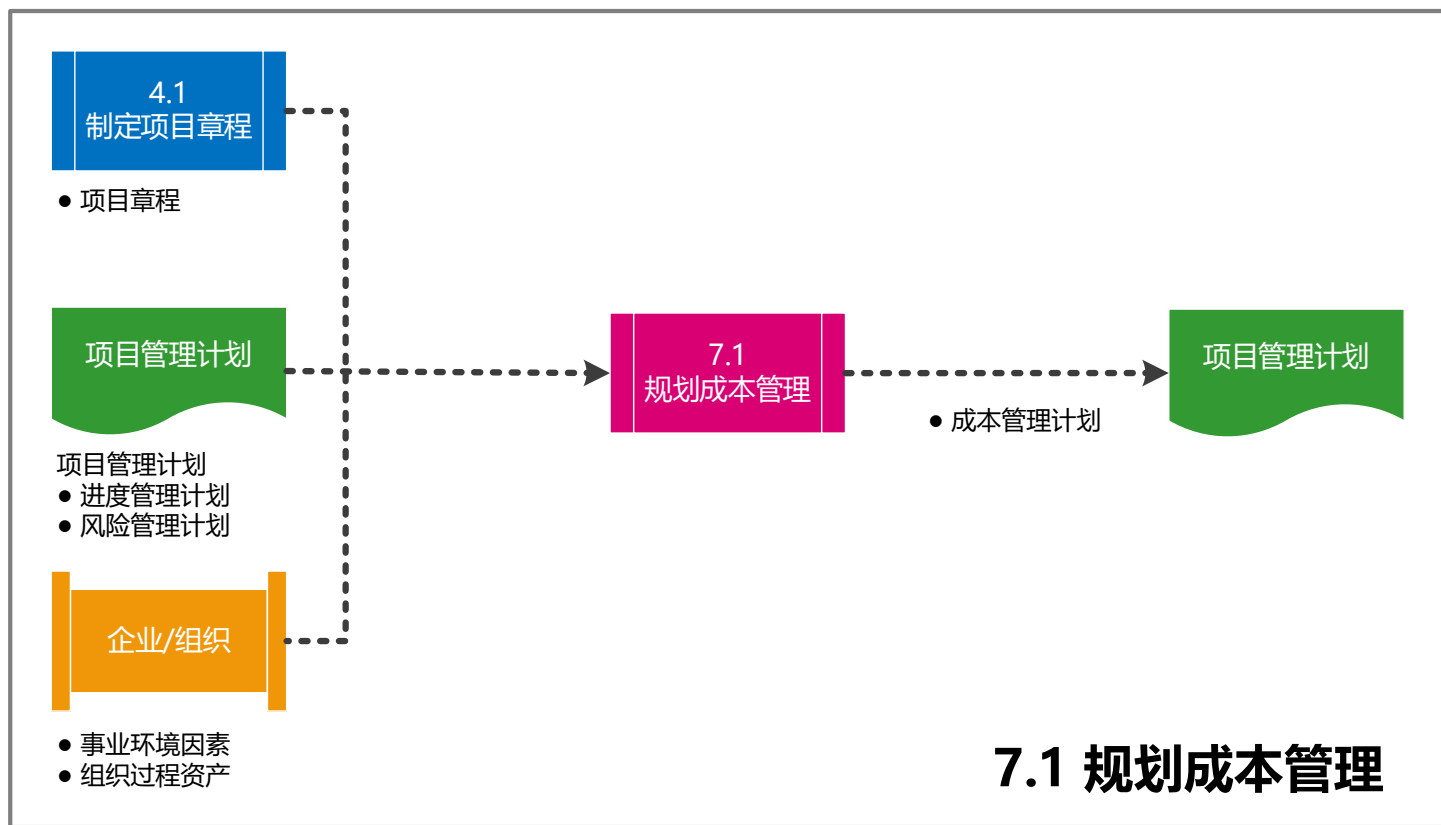 4.1
制定项目章程
● 项目章程
项目管理计划
项目管理计划
● 进度管理计划
● 风险管理计划
企业/组织
● 事业环境因素
● 组织过程资产
7.1
规划成本管理
● 成本管理计划
项目管理计划
7.1 规划成本管理